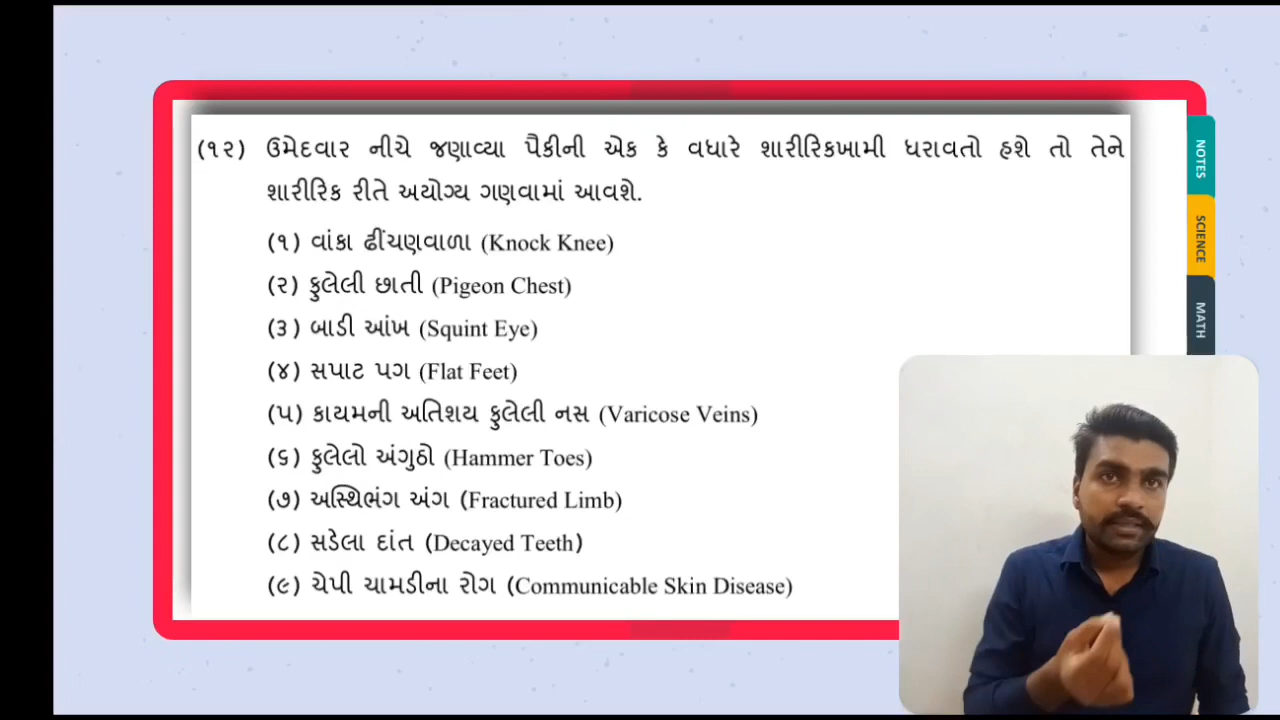 (૧૨) ઉમેદવાર નીચે જણાવ્યા પૈકીની એક કે વધારે શારીરિકખામી ધરાવતો હશે તો તેને
શારીરિક રીતે અયોગ્ય ગણવામાં આવશે.
(૧) વાંકા ઢીંચણવાળા (Knock Knee)
(૨) ફુલેલી છાતી (Pigeon Chest)
(૩) બાડી આંખ (Squint Eye)
(૪) સપાટ પગ (Flat Feet)
(૫) કાયમની અતિશય ફુલેલી નસ (Varicose Veins)
(૬) ફુલેલો અંગુઠો (Hammer Toes)
(૭) અસ્થિભંગ અંગ (Fractured Limb)
(૮) સડેલા દાંત (Decayed Teeth)
(૯) ચેપી ચામડીના રોગ (Communicable Skin Disease)
NOTES
SCIENCE
MATH